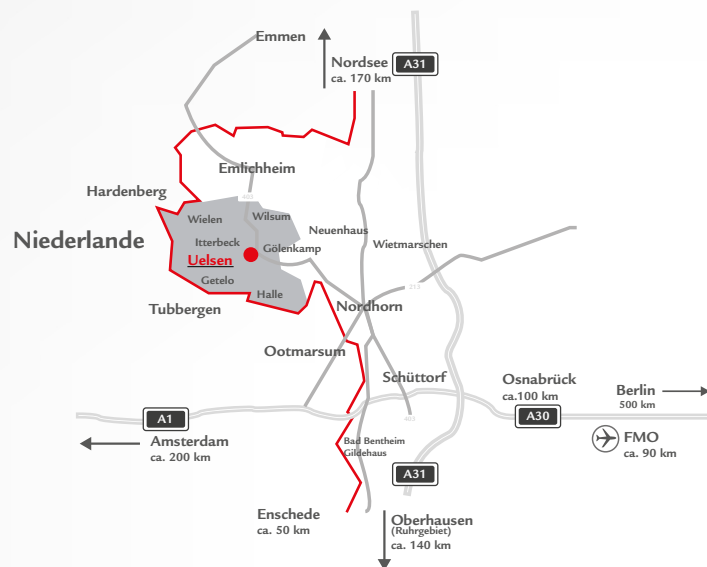 Emmen
Nordsee
ca. 170 km
A31
Emlichheim
Hardenberg
403
Wielen
Wilsum
Niederlande
Neuenhaus
Itterbeck
Gölenkamp
Wietmarschen
Uelsen
Getelo
Halle
213
Tubbergen
Nordhorn
Ootmarsum
Schüttorf
Osnabrück
ca.100 km
Berlin
500 km
A1
A30
Amsterdam
ca. 200 km
Bad Bentheim
Gildehaus
FMO
ca. 90 km
A31
Enschede
ca. 50 km
Oberhausen
(Ruhrgebiet)
ca. 140 km